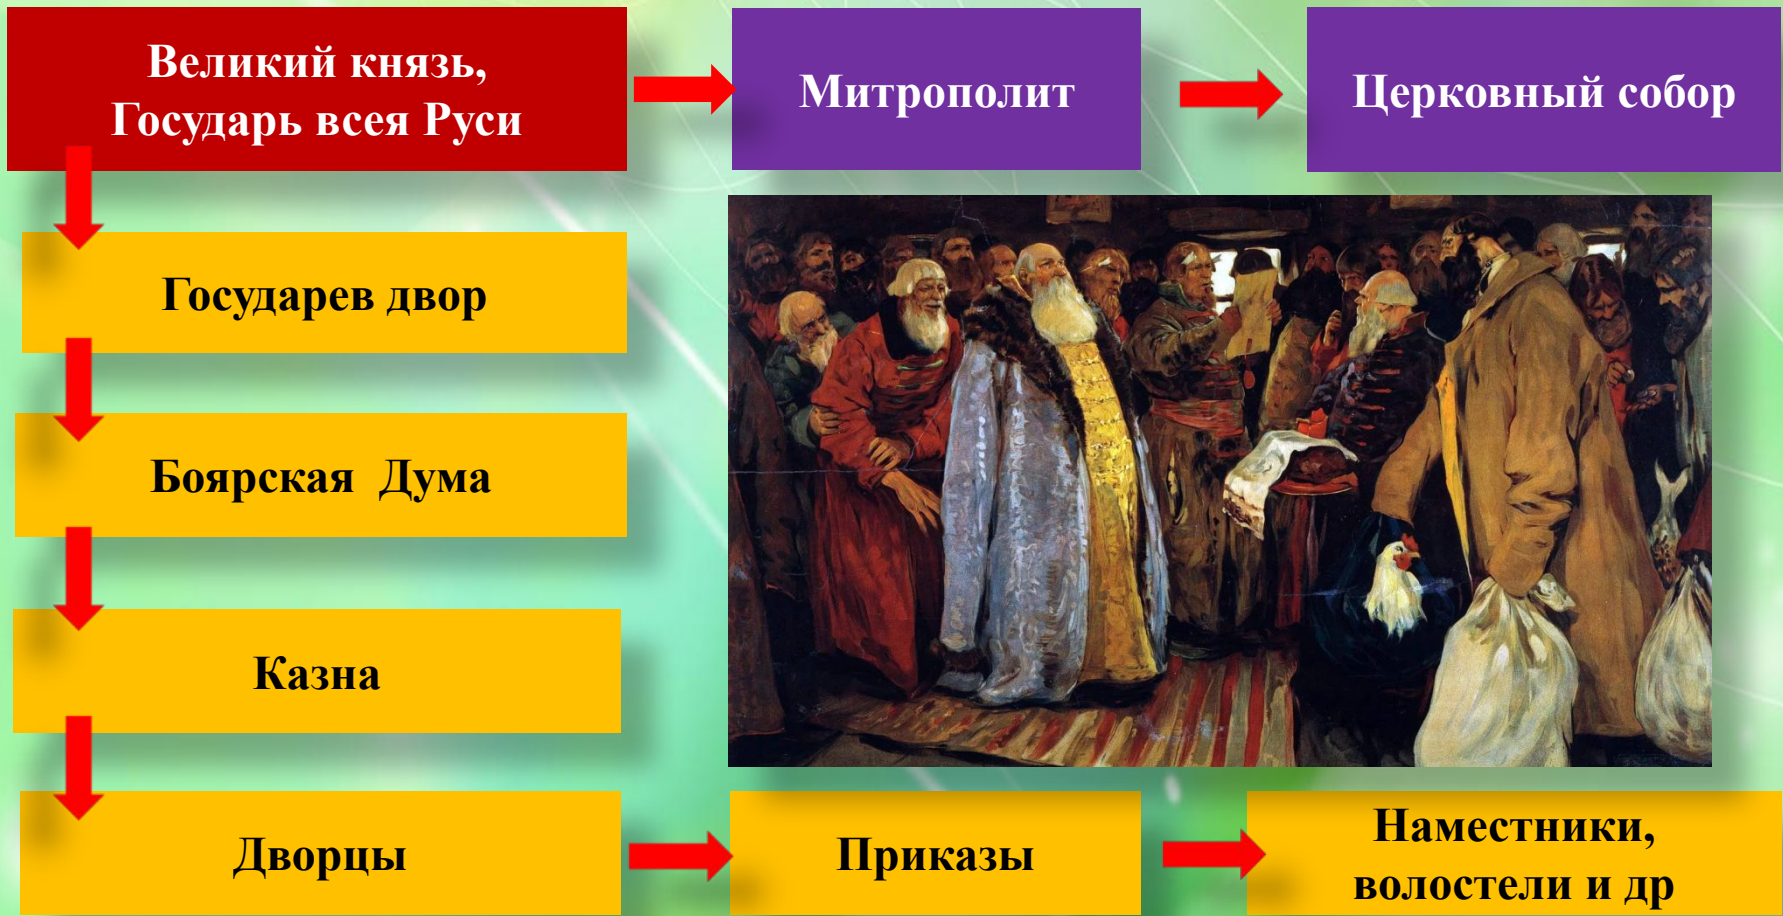 Великий князь,
Государь всея Руси
Митрополит
Церковный собор
Государев двор
Боярская Дума
Казна
Дворцы
Приказы
Наместники,
волостели и др